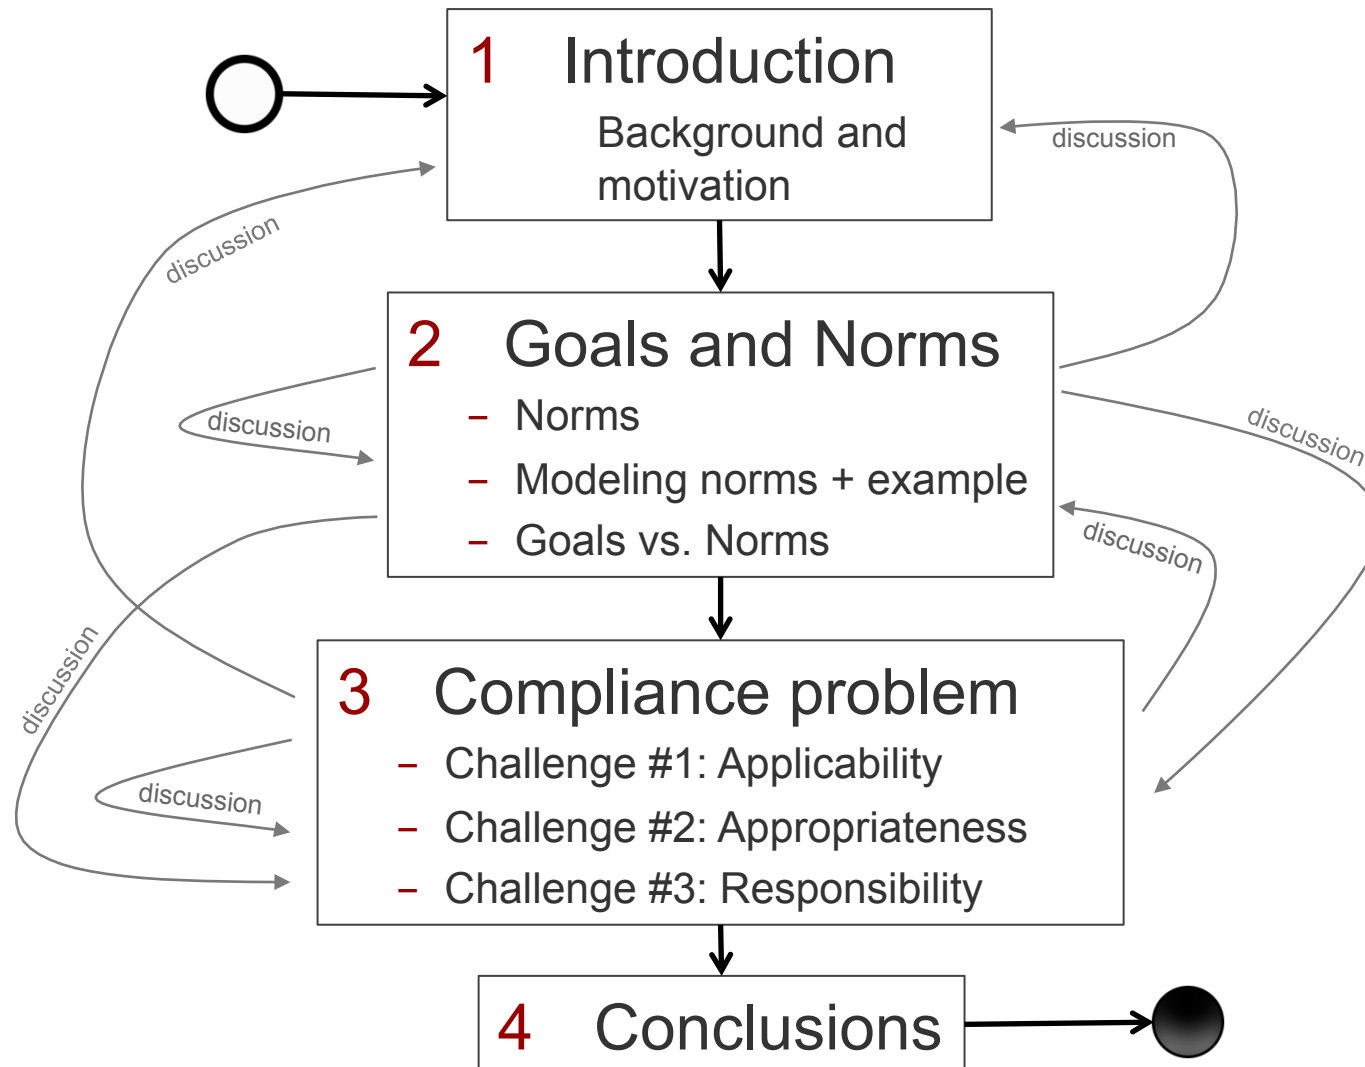 1 Introduction
Background and
motivation
discussion
discussion
2 Goals and Norms
– Norms
– Modeling norms + example
– Goals vs. Norms
discussion
discussion
discussion
discussion
3 Compliance problem
– Challenge #1: Applicability
– Challenge #2: Appropriateness
– Challenge #3: Responsibility
discussion
4 Conclusions